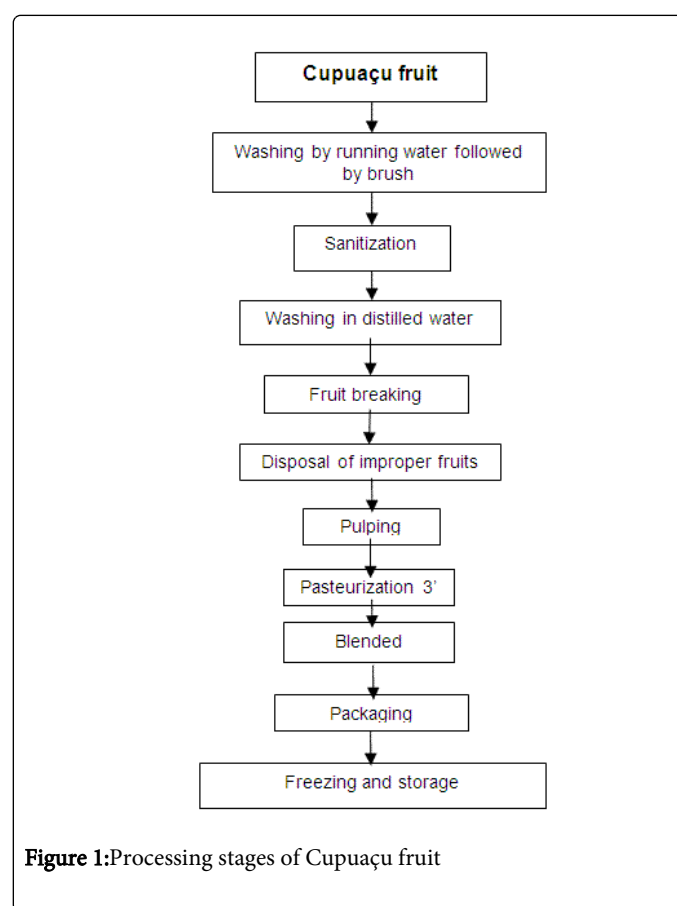 Cupuaçu fruit
Washing by running water followed
by brush
Sanitization
Washing in distilled water
Fruit breaking
Disposal of improper fruits
Pulping
Pasteurization 3’
Blended
Packaging
Freezing and storage
Figure 1:Processing stages of Cupuaçu fruit